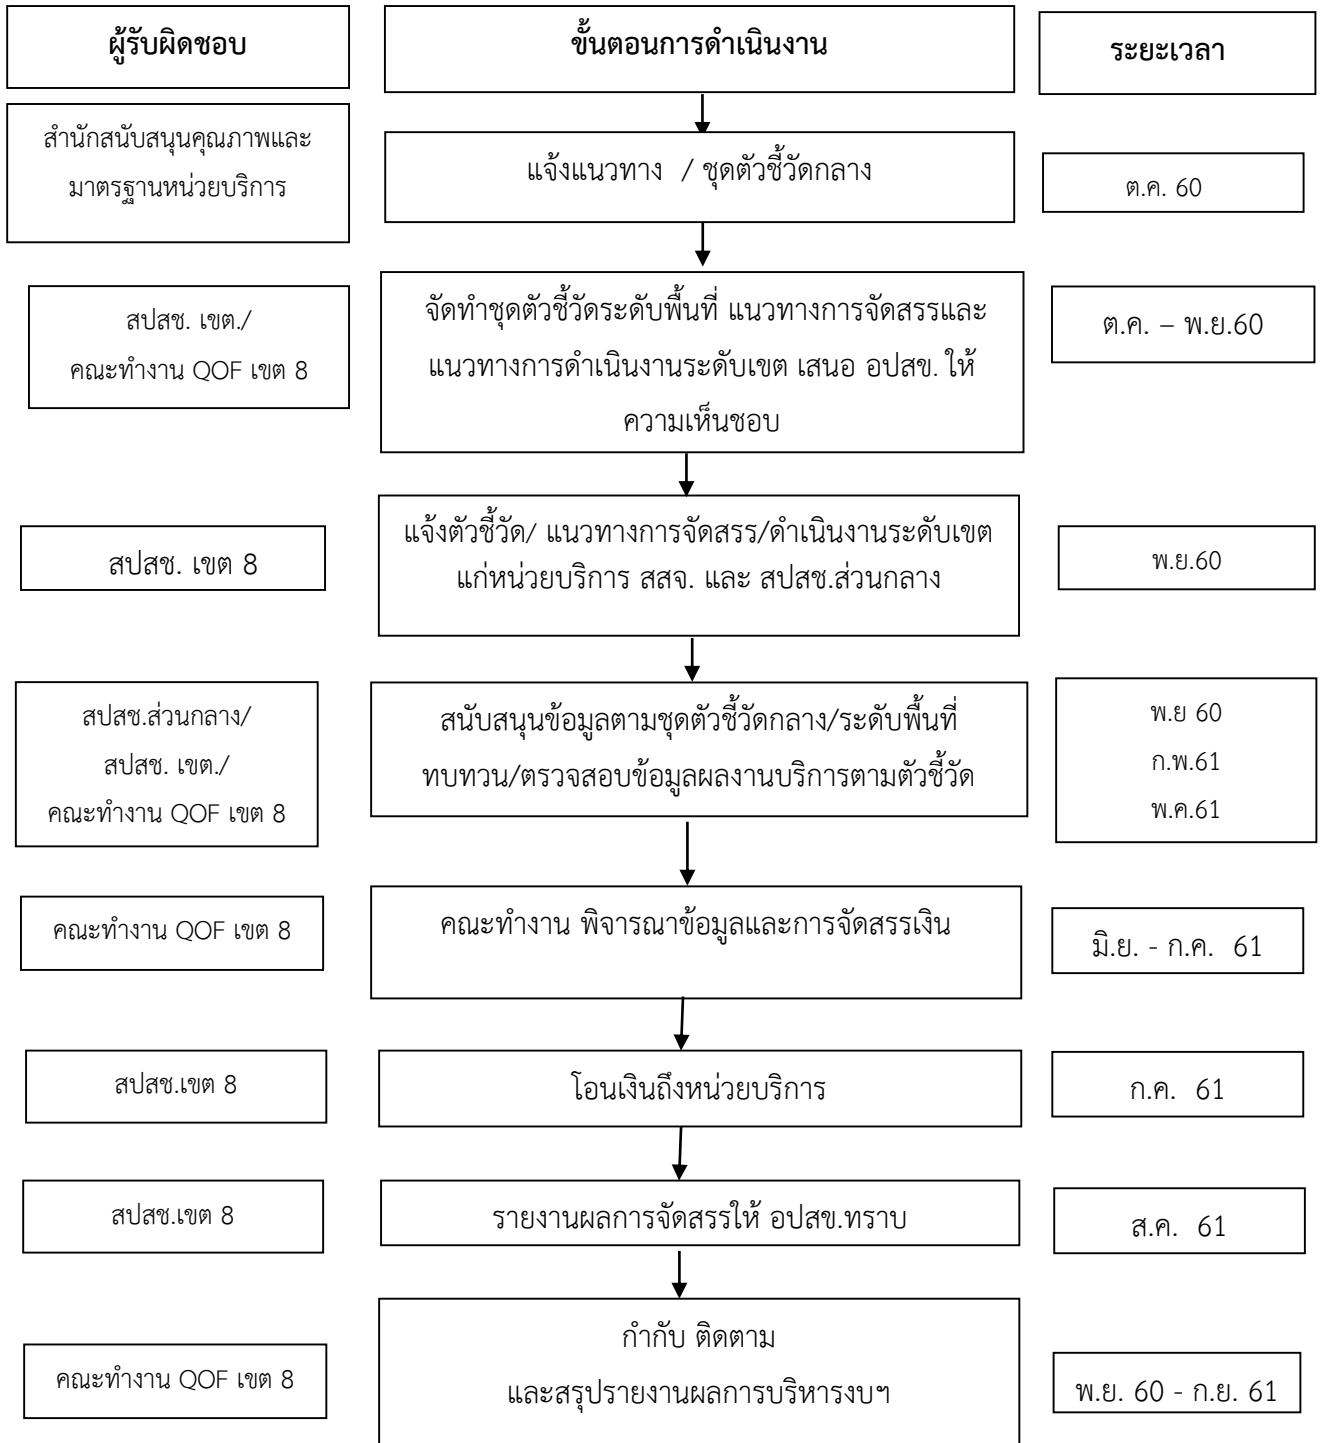 ผู้รับผิดชอบ
ขั้นตอนการดำเนินงาน
ระยะเวลา
สำนักสนับสนุนคุณภาพและ
มาตรฐานหน่วยบริการ
แจ้งแนวทาง / ชุดตัวชี้วัดกลาง
ต.ค. 60
สปสช. เขต./
คณะทำงาน QOF เขต 8
จัดทำชุดตัวชี้วัดระดับพื้นที่ แนวทางการจัดสรรและ
แนวทางการดำเนินงานระดับเขต เสนอ อปสข. ให้
ความเห็นชอบ
ต.ค. – พ.ย.60
สปสช. เขต 8
แจ้งตัวชี้วัด/ แนวทางการจัดสรร/ดำเนินงานระดับเขต
แก่หน่วยบริการ สสจ. และ สปสช.ส่วนกลาง
พ.ย.60
สปสช.ส่วนกลาง/
สปสช. เขต./
คณะทำงาน QOF เขต 8
สนับสนุนข้อมูลตามชุดตัวชี้วัดกลาง/ระดับพื้นที่
ทบทวน/ตรวจสอบข้อมูลผลงานบริการตามตัวชี้วัด
พ.ย 60
ก.พ.61
พ.ค.61
คณะทำงาน QOF เขต 8
คณะทำงาน พิจารณาข้อมูลและการจัดสรรเงิน
มิ.ย. - ก.ค. 61
สปสช.เขต 8
โอนเงินถึงหน่วยบริการ
ก.ค. 61
สปสช.เขต 8
รายงานผลการจัดสรรให้ อปสข.ทราบ
ส.ค. 61
คณะทำงาน QOF เขต 8
กำกับ ติดตาม
และสรุปรายงานผลการบริหารงบฯ
พ.ย. 60 - ก.ย. 61